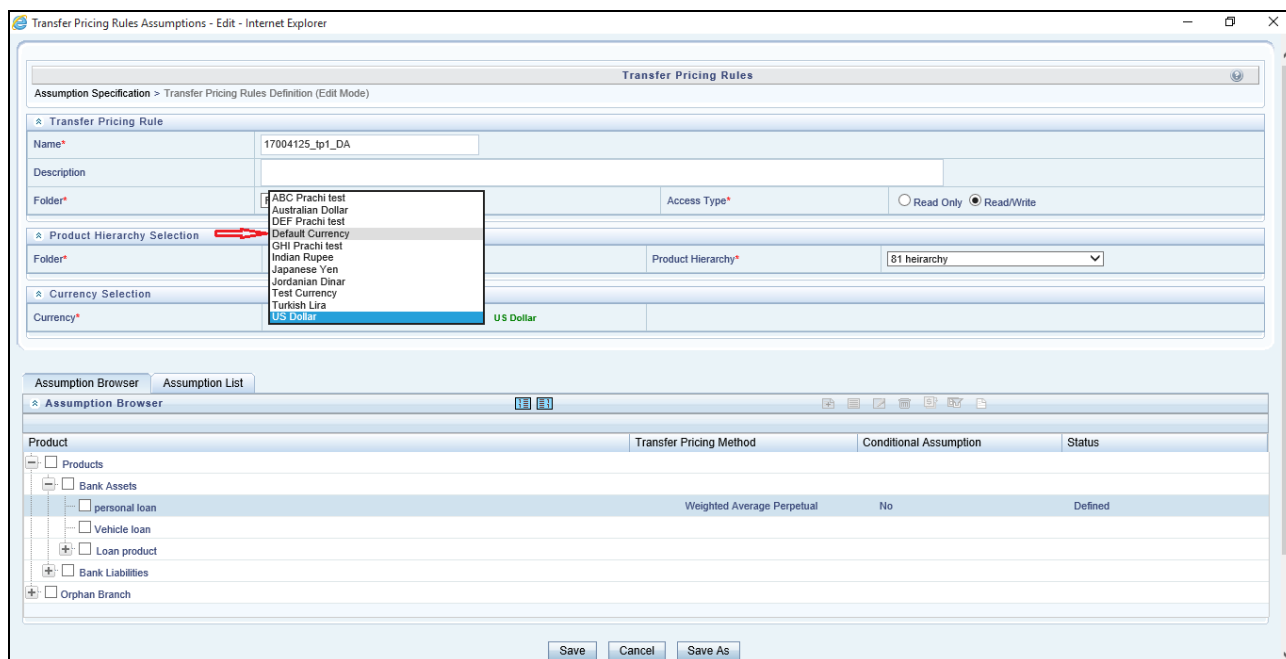 Transfer Pricing Rules Assumptions - Edit - Internet Explorer
Transfer Pricing Rules
Assumption Specification > Transfer Pricing Rules Definition (Edit Mode)
Transfer Pricing Rule
Name* 17004125_tp1_DA
Description
Folder* Access Type* Read Only Read/Write
ABC Prachi test
Australian Dollar
DEF Prachi test
Default Currency
GHI Prachi test
Indian Rupee
Japanese Yen
Jordanian Dinar
Test Currency
Turkish Lira
US Dollar
Product Hierarchy Selection
Folder* Product Hierarchy* 81 heirarchy
Currency Selection
Currency* US Dollar
Assumption Browser Assumption List
Assumption Browser
Product Transfer Pricing Method Conditional Assumption Status
Products
Bank Assets
personal loan Weighted Average Perpetual No Defined
Vehicle loan
Loan product
Bank Liabilities
Orphan Branch
Save Cancel Save As